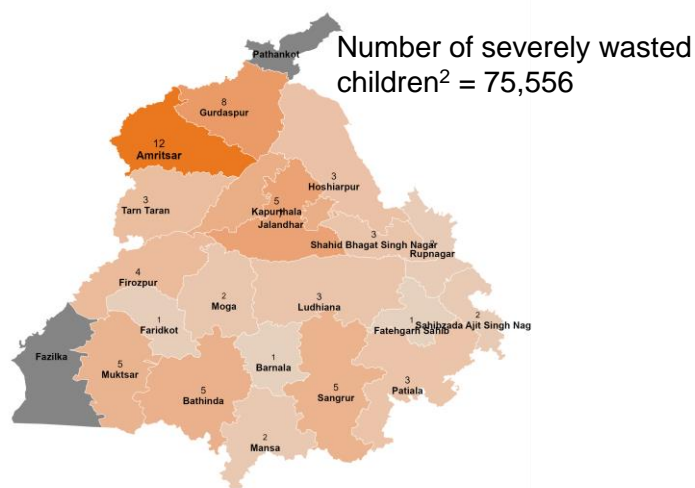 Number of severely wasted
children² = 75,556
Pathankot
8
Gurdaspur
12
Amritsar
3
Hoshiarpur
3
Tarn Taran
5
Kapurthala
Jalandhar
3
Shahid Bhagat Singh Nagar
Rupnagar
4
Firozpur
2
Moga
3
Ludhiana
1
Faridkot
1
Fatehgarh Sahib
2
Sahibzada Ajit Singh Nag
Fazilka
5
Muktsar
5
Bathinda
1
Barnala
5
Sangrur
3
Patiala
2
Mansa